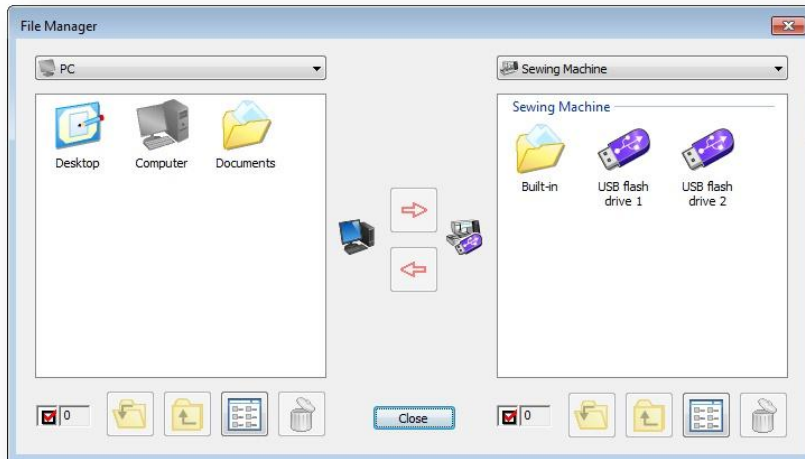 File Manager
PC
Sewing Machine
Desktop
Computer
Documents
Sewing Machine
Built-in
USB flash
drive 1
USB flash
drive 2
0
Close
0